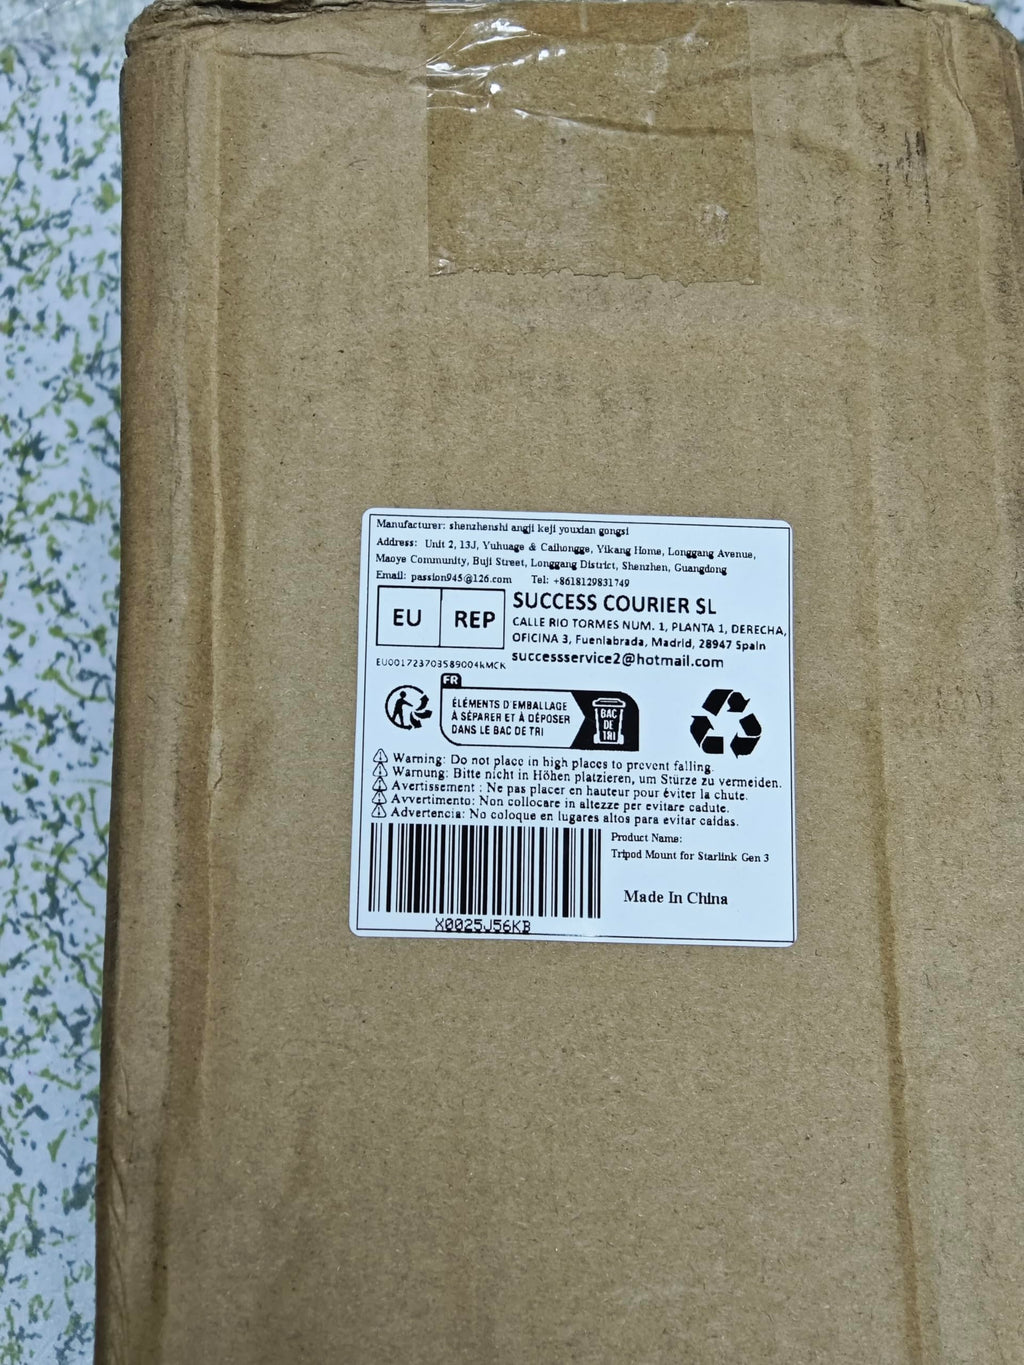 Manufacturer: shenzhenshi angji keji youxian gongsi
Address: Unit 2, 13J, Yuhuage & Caihongge, Yikang Home, Longgang Avenue,
Maoye Community, Buji Street, Longgang District, Shenzhen, Guangdong
Email: passion945@126.com Tel: +8618129831749
EU REP
SUCCESS COURIER SL
CALLE RIO TORMES NUM. 1, PLANTA 1, DERECHA,
OFICINA 3, Fuenlabrada, Madrid, 28947 Spain
EU001723703589004kMCK
successservice2@hotmail.com
FR
ÉLÉMENTS D'EMBALLAGE
À SÉPARER ET À DÉPOSER
DANS LE BAC DE TRI
BAC
DE
TRI
Warning: Do not place in high places to prevent falling.
Warnung: Bitte nicht in Höhen platzieren, um Stürze zu vermeiden.
Avertissement : Ne pas placer en hauteur pour éviter la chute.
Avvertimento: Non collocare in altezze per evitare cadute.
Advertencia: No coloque en lugares altos para evitar caídas.
Product Name:
Tripod Mount for Starlink Gen 3
Made In China
X0025J56KB